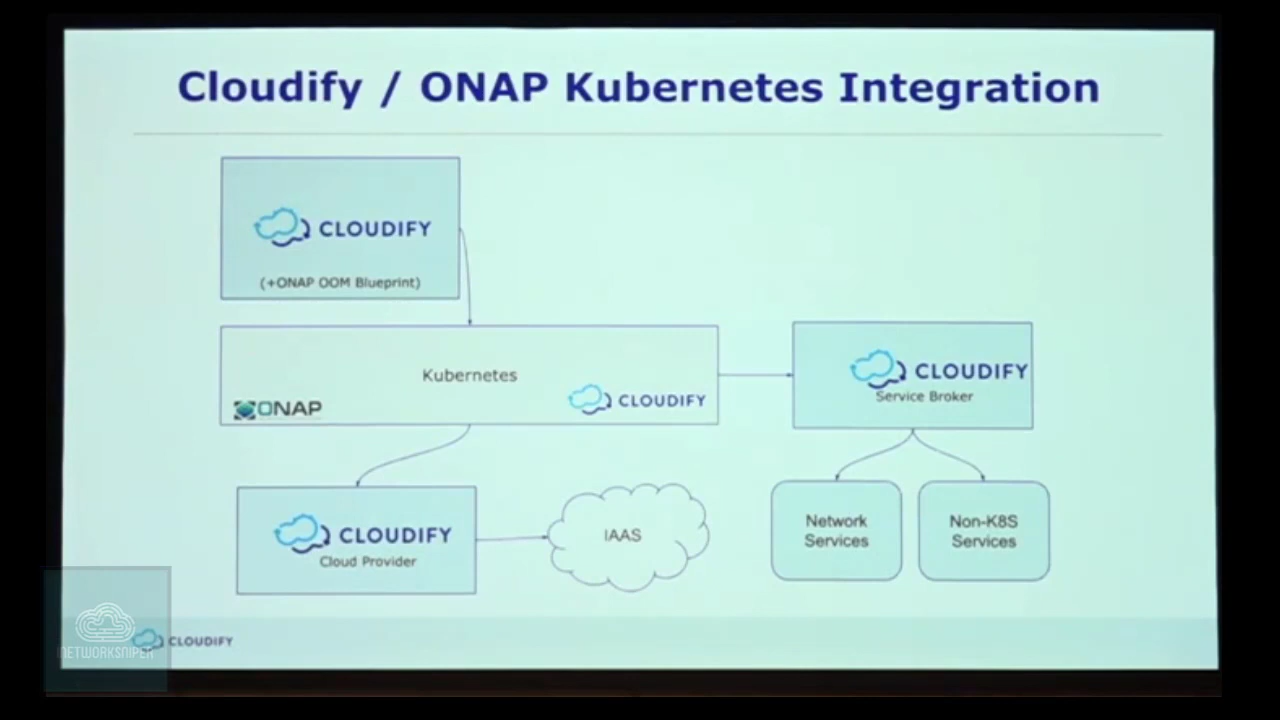 Cloudify / ONAP Kubernetes Integration
CLOUDIFY
(+ONAP OOM Blueprint)
Kubernetes
ONAP
CLOUDIFY
CLOUDIFY
Service Broker
CLOUDIFY
Cloud Provider
IAAS
Network
Services
Non-K8S
Services
CLOUDIFY
NETWORKSNIPER